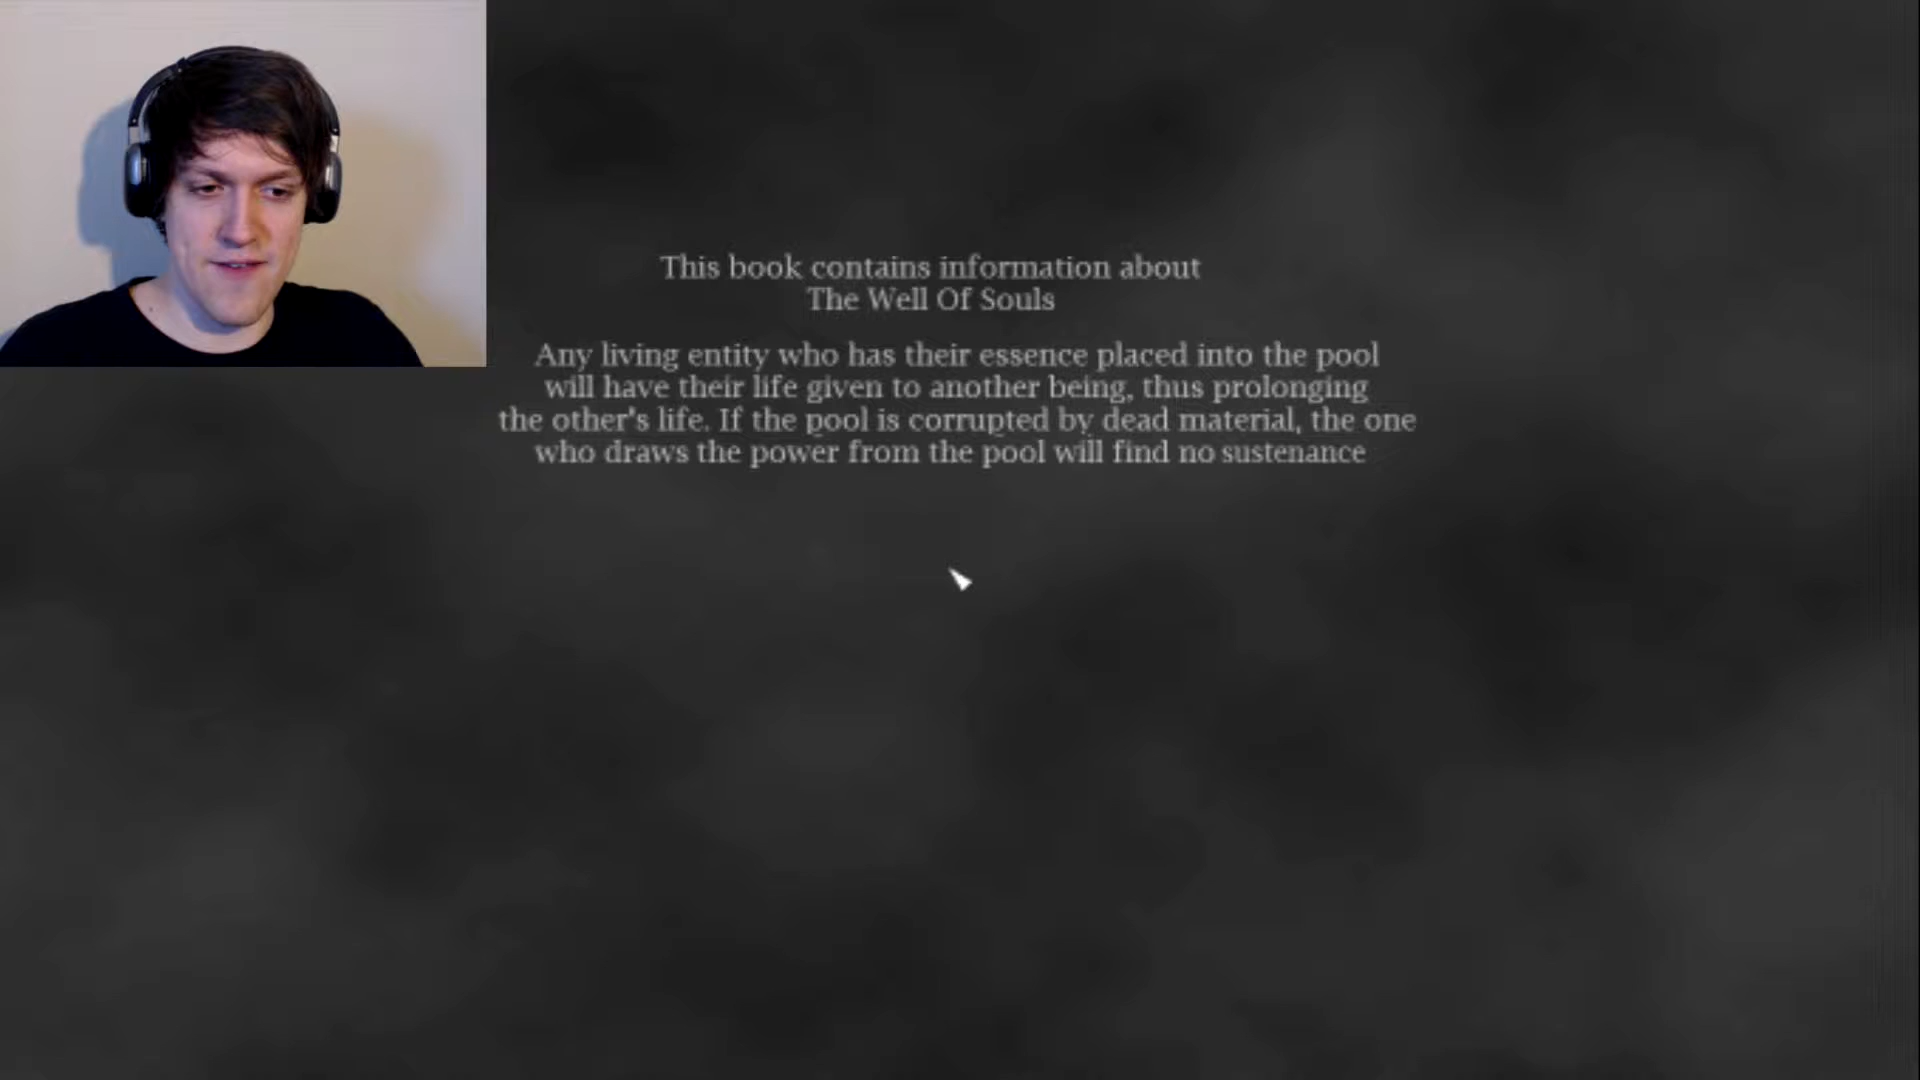 This book contains information about
The Well Of Souls
Any living entity who has their essence placed into the pool
will have their life given to another being, thus prolonging
the other's life. If the pool is corrupted by dead material, the one
who draws the power from the pool will find no sustenance